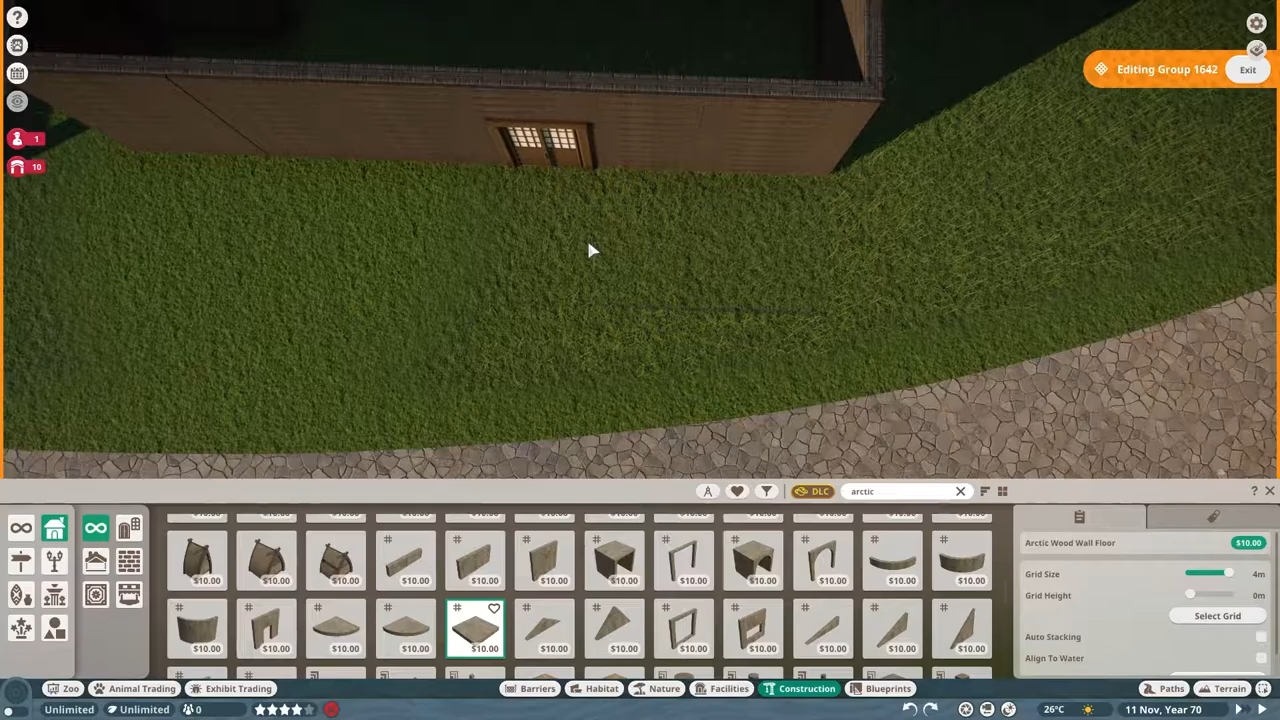 ?
Editing Group 1642
Exit
1
10
DLC
arctic
?
$10.00 $10.00 $10.00 $10.00 $10.00 $10.00 $10.00 $10.00 $10.00 $10.00 $10.00 $10.00
$10.00 $10.00 $10.00 $10.00 $10.00 $10.00 $10.00 $10.00 $10.00 $10.00 $10.00 $10.00
Arctic Wood Wall Floor
$10.00
Grid Size
4m
Grid Height
0m
Select Grid
Auto Stacking
Align To Water
Zoo
Animal Trading
Exhibit Trading
Barriers
Habitat
Nature
Facilities
Construction
Blueprints
Paths
Terrain
Unlimited
Unlimited
0
26°C
11 Nov, Year 70